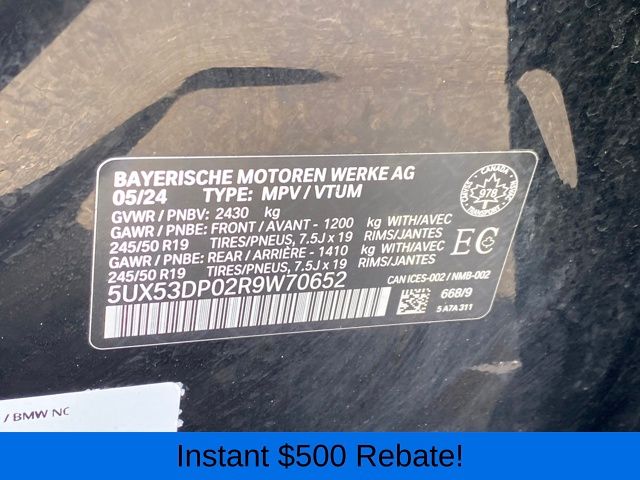 BAYERISCHE MOTOREN WERKE AG
05/24 TYPE: MPV / VTUM
GVWR / PNBV: 2430 kg
GAWR / PNBE: FRONT / AVANT - 1200 kg WITH/AVEC
245/50 R19 TIRES/PNEUS, 7.5J x 19 RIMS/JANTES
GAWR / PNBE: REAR / ARRIÈRE - 1410 kg WITH/AVEC
245/50 R19 TIRES/PNEUS, 7.5J x 19 RIMS/JANTES
5UX53DP02R9W70652
CANADA
978
TRANSPORT
EC
CAN ICES-002 / NMB-002
668/9
5 A7A 311
/ BMW NC
Instant $500 Rebate!